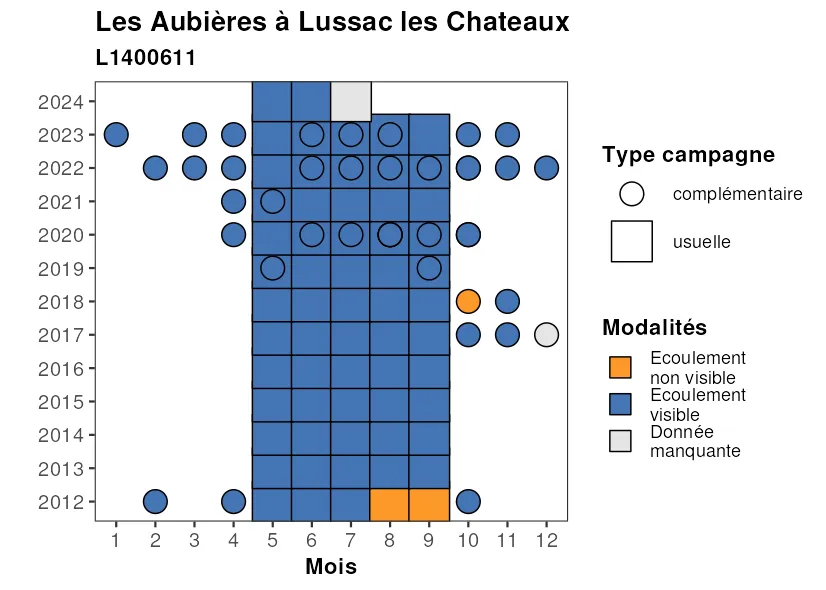 Les Aubières à Lussac les Chateaux
L1400611
2024
2023
2022
2021
2020
2019
2018
2017
2016
2015
2014
2013
2012
1 2 3 4 5 6 7 8 9 10 11 12
Mois
Type campagne
complémentaire
usuelle
Modalités
Ecoulement
non visible
Ecoulement
visible
Donnée
manquante